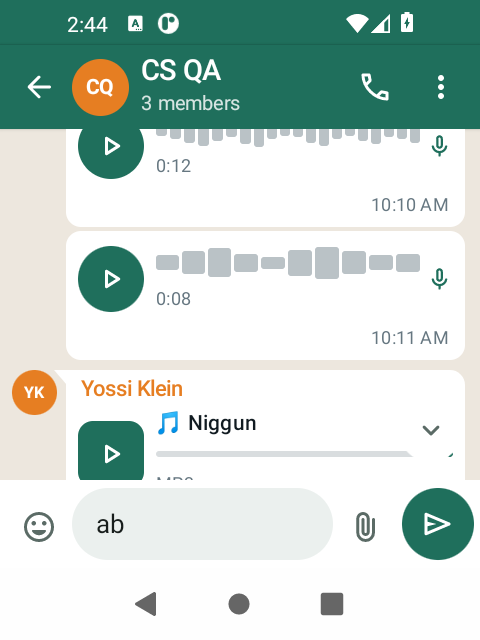 2:44
CQ
CS QA
3 members
0:12
10:10 AM
0:08
10:11 AM
YK
Yossi Klein
🎵 Niggun
ab